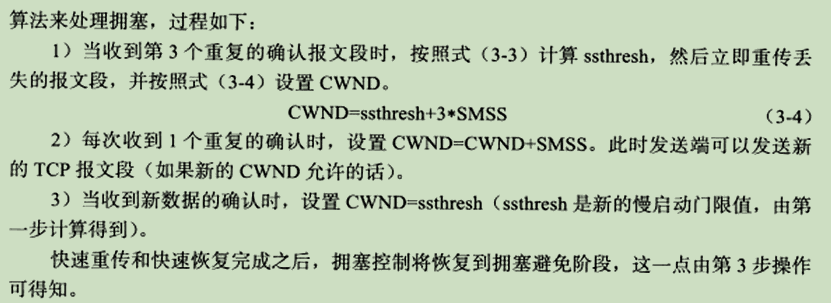 算法来处理拥塞，过程如下：
1）当收到第 3 个重复的确认报文段时，按照式（3-3）计算 ssthresh，然后立即重传丢
失的报文段，并按照式（3-4）设置 CWND。
CWND=ssthresh+3*SMSS （3-4）
2）每次收到 1 个重复的确认时，设置 CWND=CWND+SMSS。此时发送端可以发送新
的 TCP 报文段（如果新的 CWND 允许的话）。
3）当收到新数据的确认时，设置 CWND=ssthresh（ssthresh 是新的慢启动门限值，由第
一步计算得到）。
快速重传和快速恢复完成之后，拥塞控制将恢复到拥塞避免阶段，这一点由第 3 步操作
可得知。